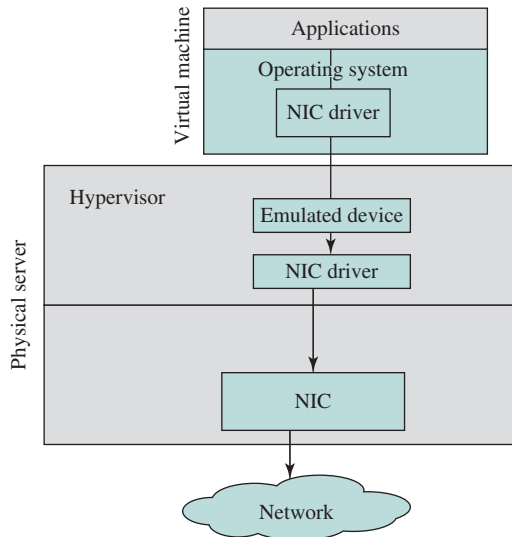 Virtual machine
Applications
Operating system
NIC driver
Physical server
Hypervisor
Emulated device
NIC driver
NIC
Network